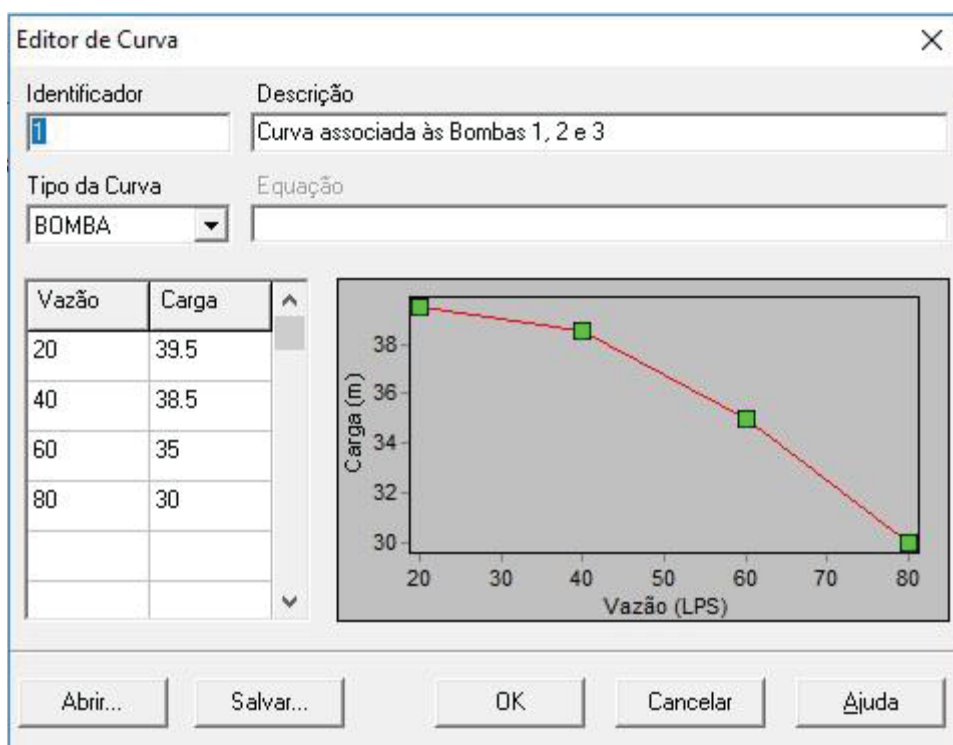 Editor de Curva
Identificador Descrição
1 Curva associada às Bombas 1, 2 e 3
Tipo da Curva Equação
BOMBA
Vazão Carga
20 39.5
40 38.5
60 35
80 30
Carga (m)
38
36
34
32
30
20 30 40 50 60 70 80
Vazão (LPS)
Abrir... Salvar... OK Cancelar Ajuda